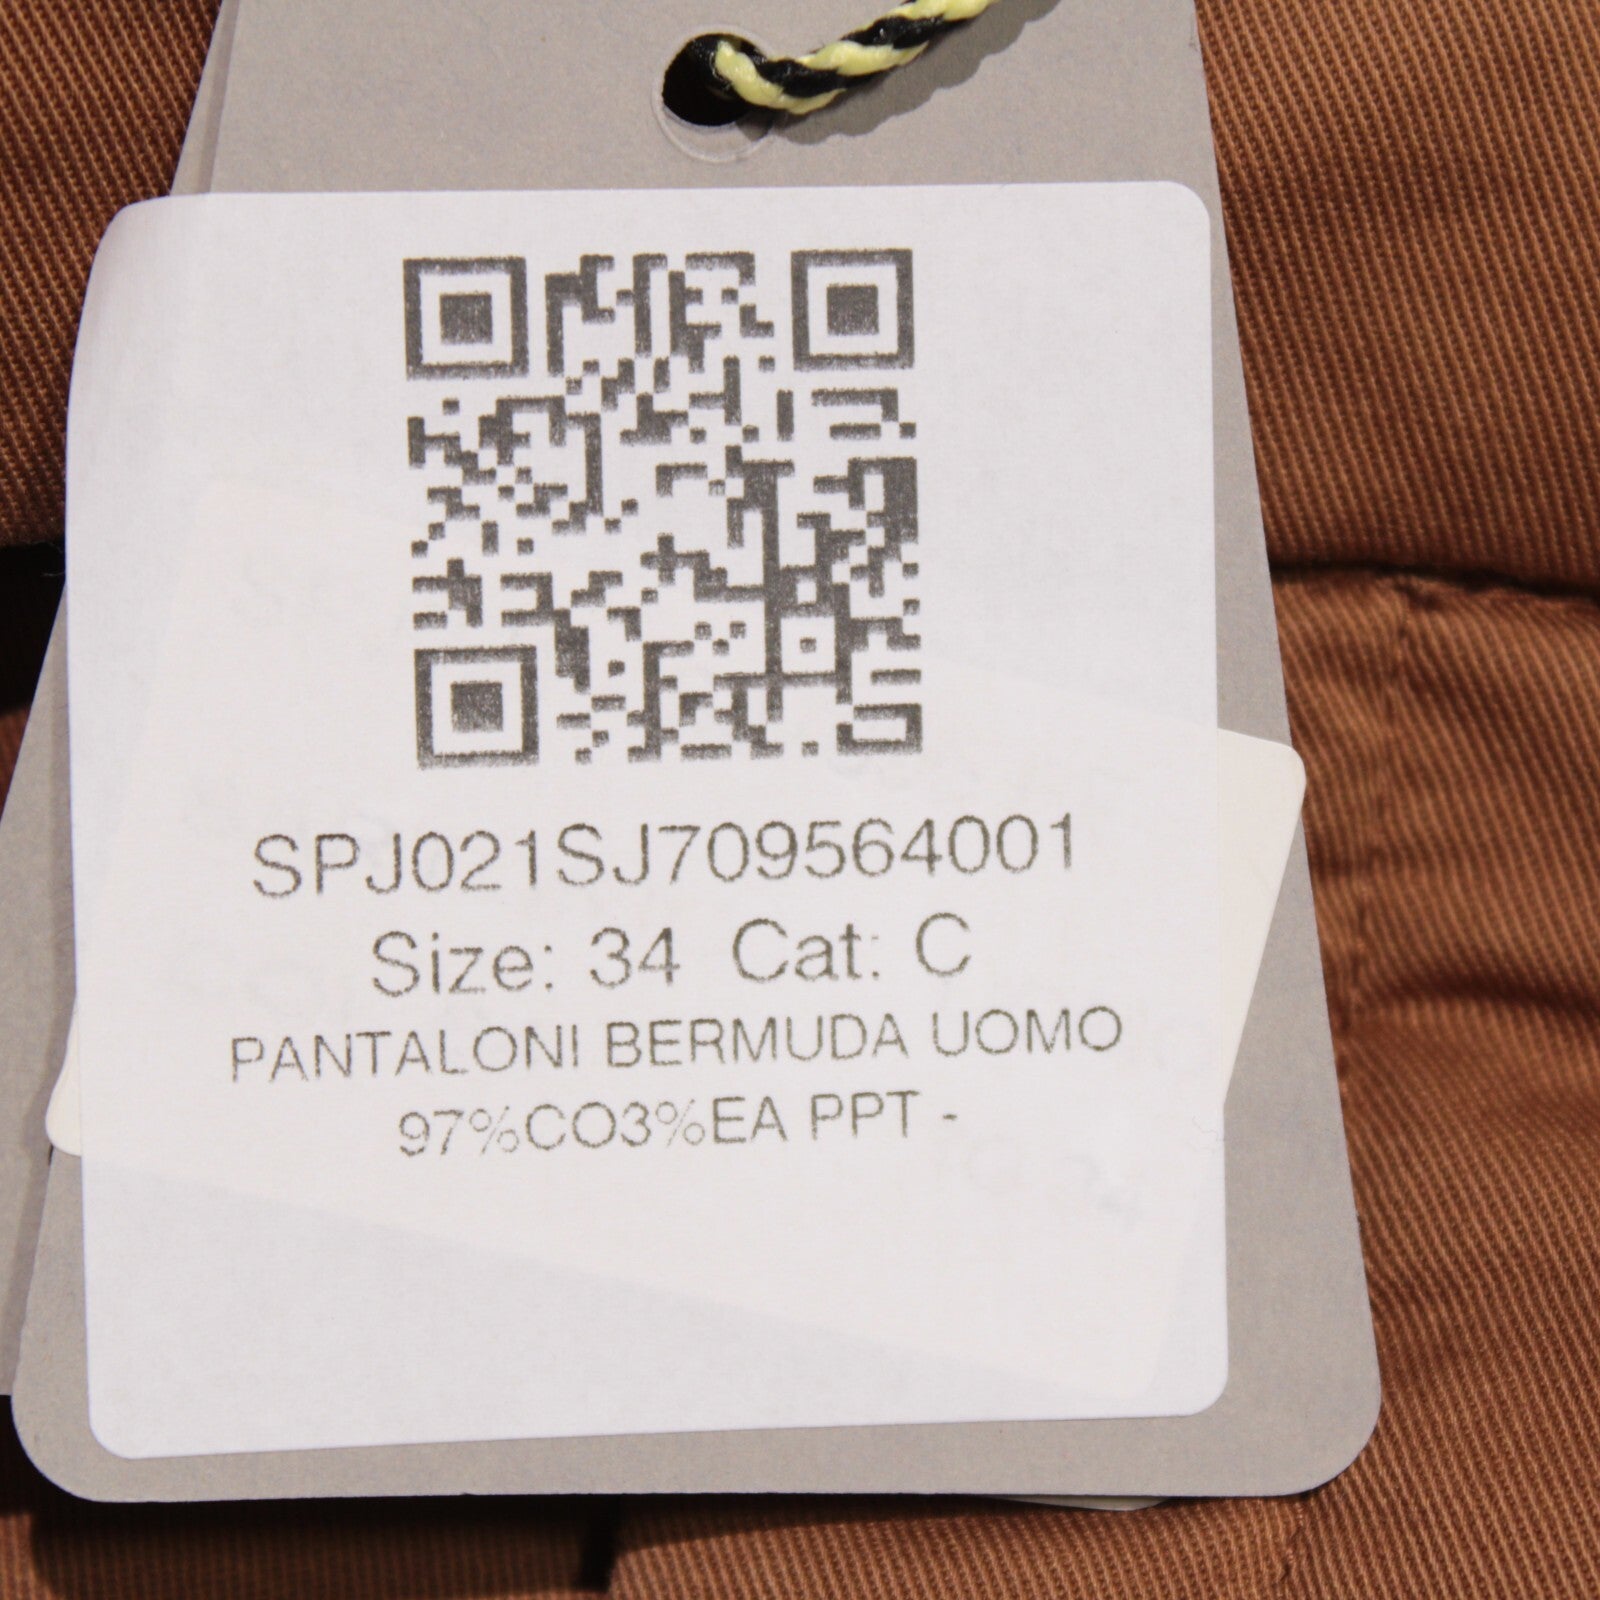 SPJ021SJ709564001
Size: 34 Cat: C
PANTALONI BERMUDA UOMO
97%CO3%EA PPT -